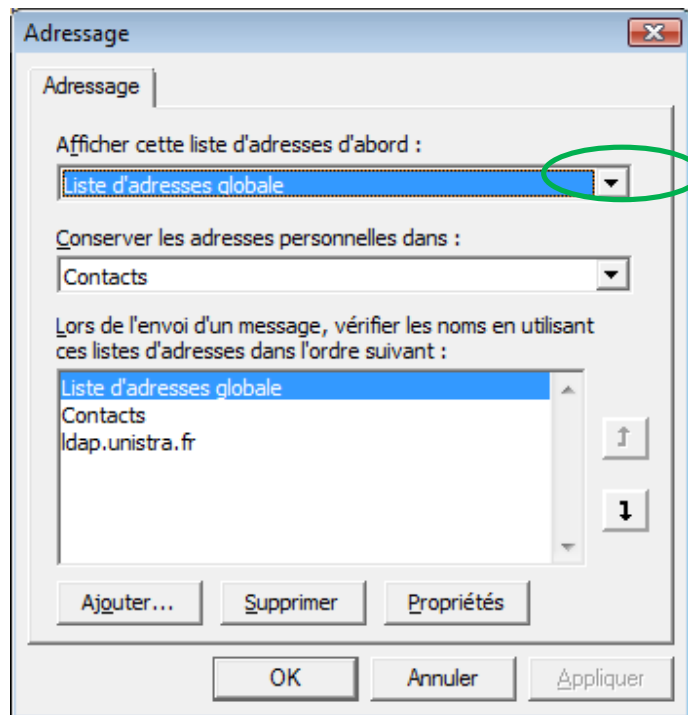 Adressage
Adressage
Afficher cette liste d'adresses d'abord :
Liste d'adresses globale
Conserver les adresses personnelles dans :
Contacts
Lors de l'envoi d'un message, vérifier les noms en utilisant
ces listes d'adresses dans l'ordre suivant :
Liste d'adresses globale
Contacts
ldap.unistra.fr
Ajouter... Supprimer Propriétés
OK Annuler Appliquer